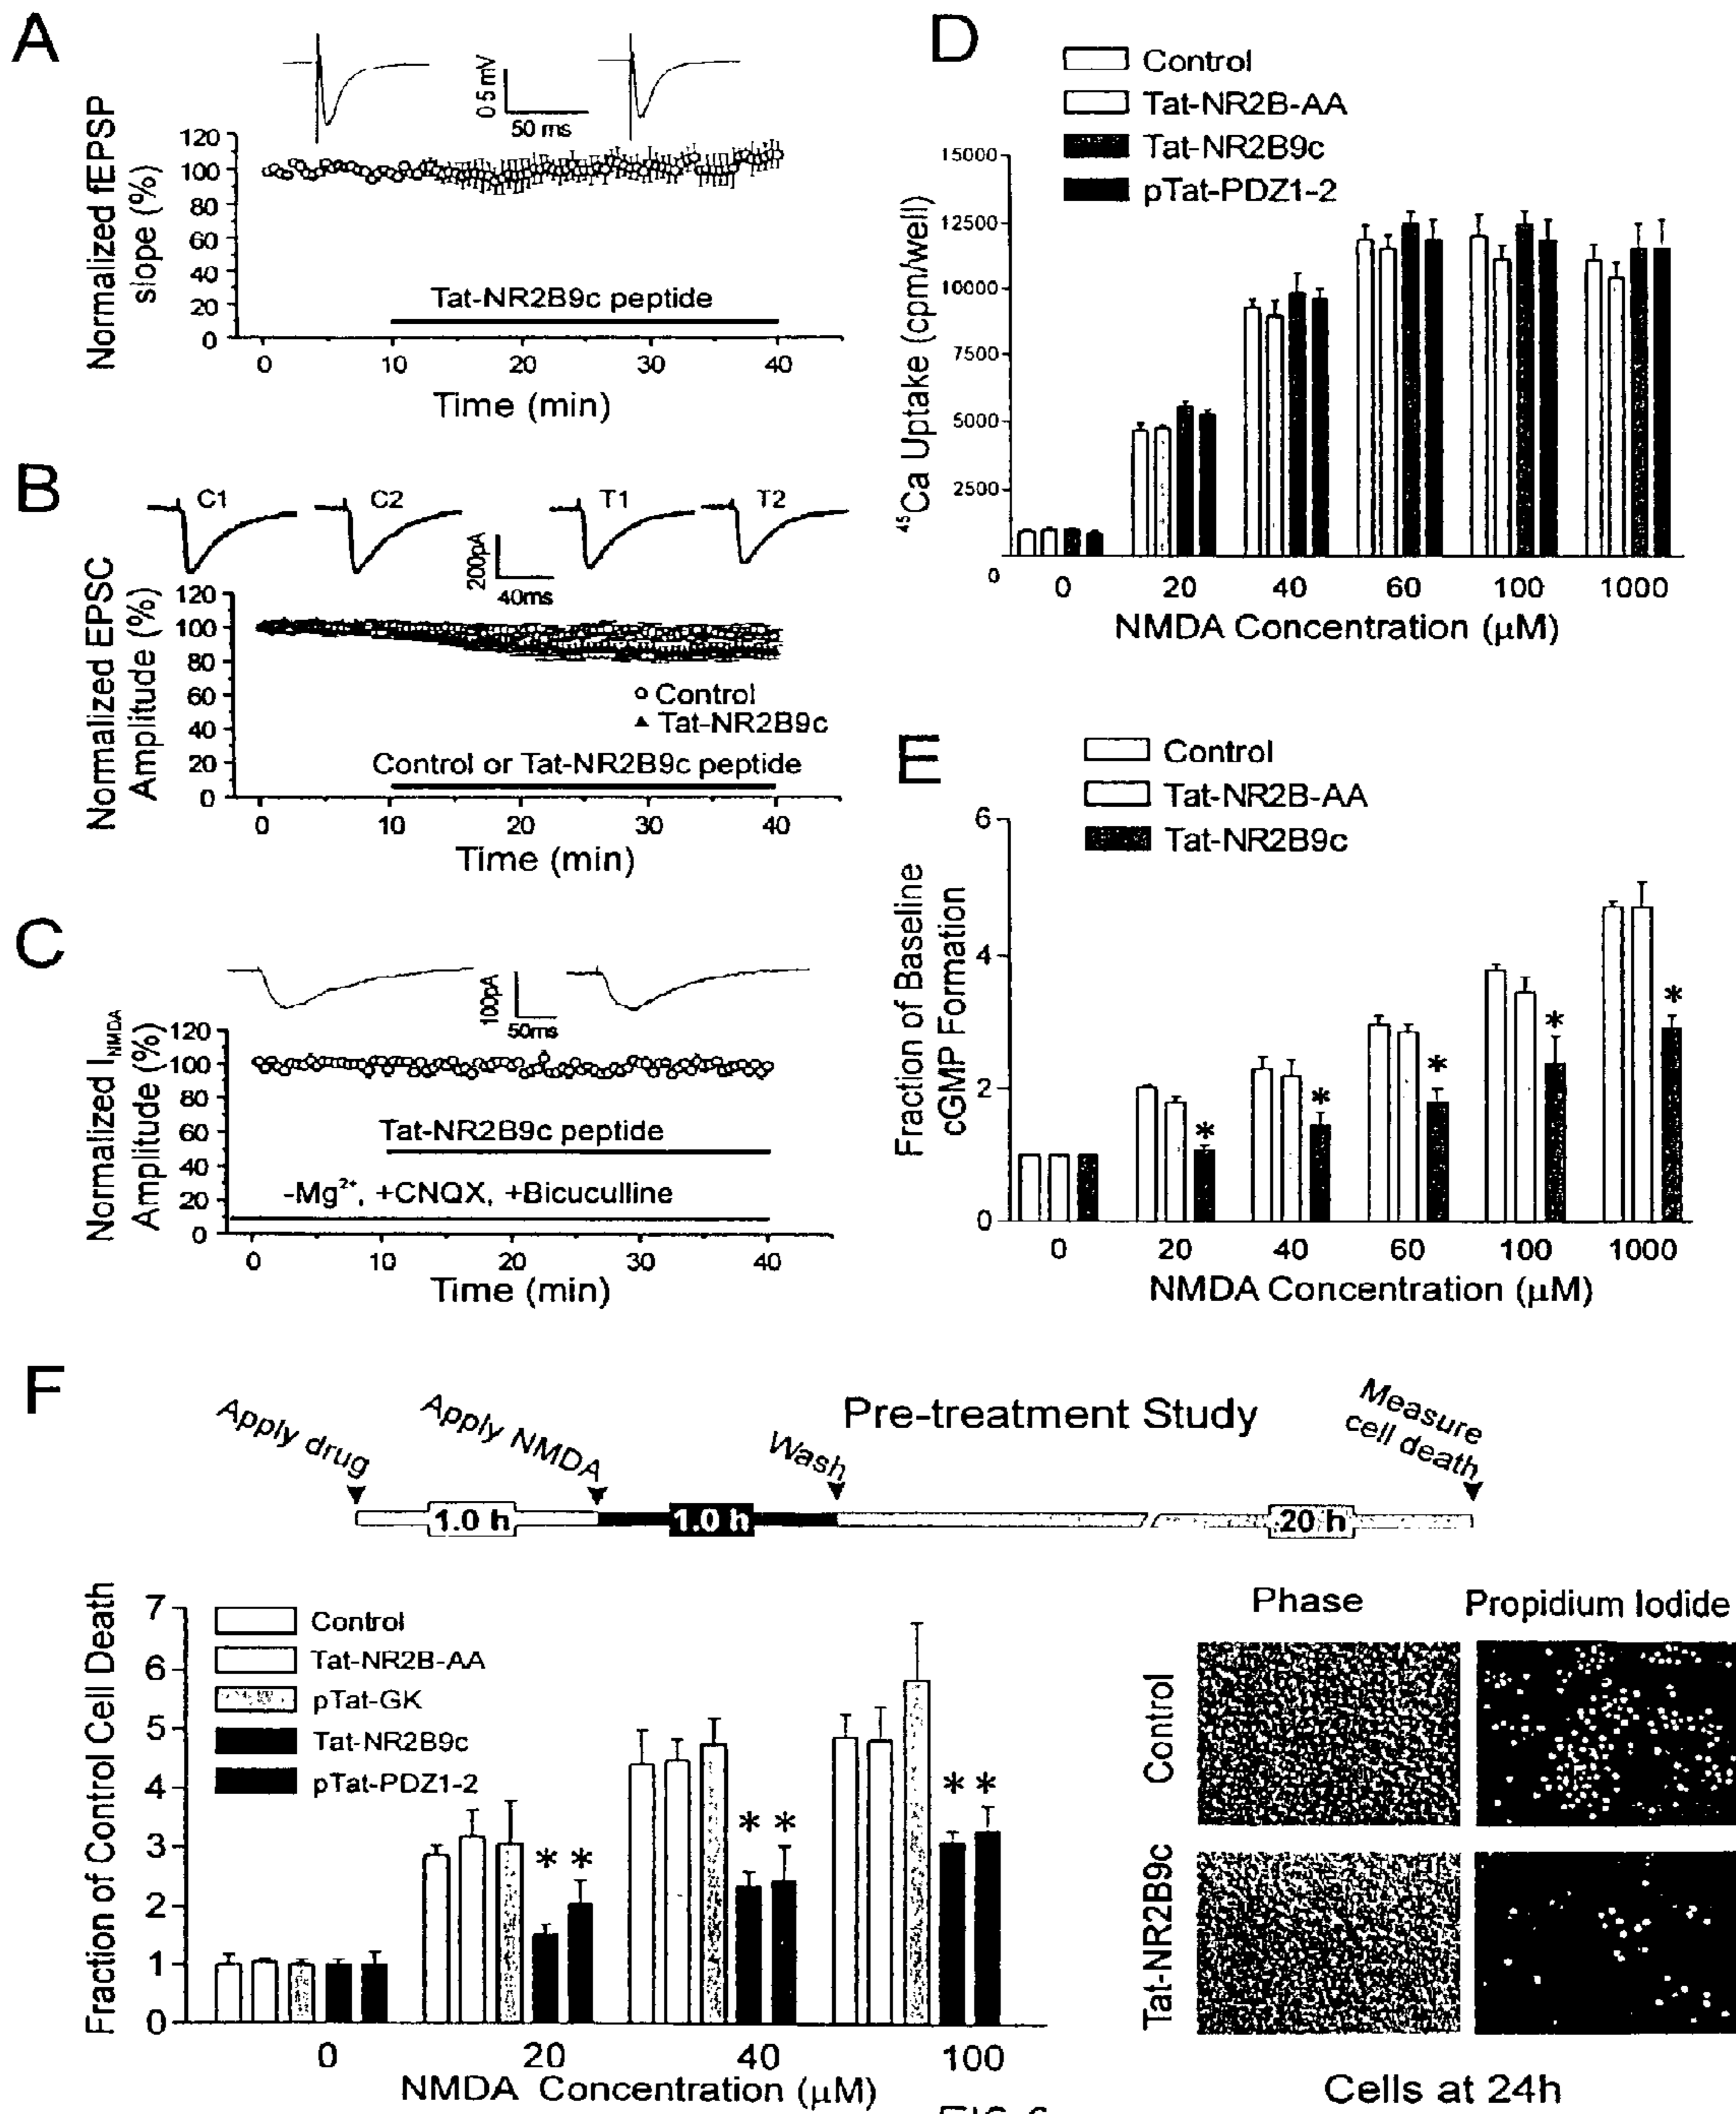 A
0.5 mV
50 ms
Normalized fEPSP
slope (%)
120
100
80
60
40
20
0
Tat-NR2B9c peptide
0 10 20 30 40
Time (min)
B
C1 C2 T1 T2
200pA
40ms
Normalized EPSC
Amplitude (%)
120
100
80
60
40
20
0
Control
Tat-NR2B9c
Control or Tat-NR2B9c peptide
0 10 20 30 40
Time (min)
C
100pA
50ms
Normalized INMDA
Amplitude (%)
120
100
80
60
40
20
0
Tat-NR2B9c peptide
-Mg²⁺, +CNQX, +Bicuculline
0 10 20 30 40
Time (min)
D
Control
Tat-NR2B-AA
Tat-NR2B9c
pTat-PDZ1-2
⁴⁵Ca Uptake (cpm/well)
15000
12500
10000
7500
5000
2500
0
0 20 40 60 100 1000
NMDA Concentration (µM)
E
Control
Tat-NR2B-AA
Tat-NR2B9c
Fraction of Baseline
cGMP Formation
6
4
2
0
* * * * *
0 20 40 60 100 1000
NMDA Concentration (µM)
F
Pre-treatment Study
Apply drug
Apply NMDA
Wash
Measure
cell death
1.0 h 1.0 h 20 h
Fraction of Control Cell Death
7
6
5
4
3
2
1
0
Control
Tat-NR2B-AA
pTat-GK
Tat-NR2B9c
pTat-PDZ1-2
* * * * * *
0 20 40 100
NMDA Concentration (µM)
Phase Propidium Iodide
Control
Tat-NR2B9c
Cells at 24h